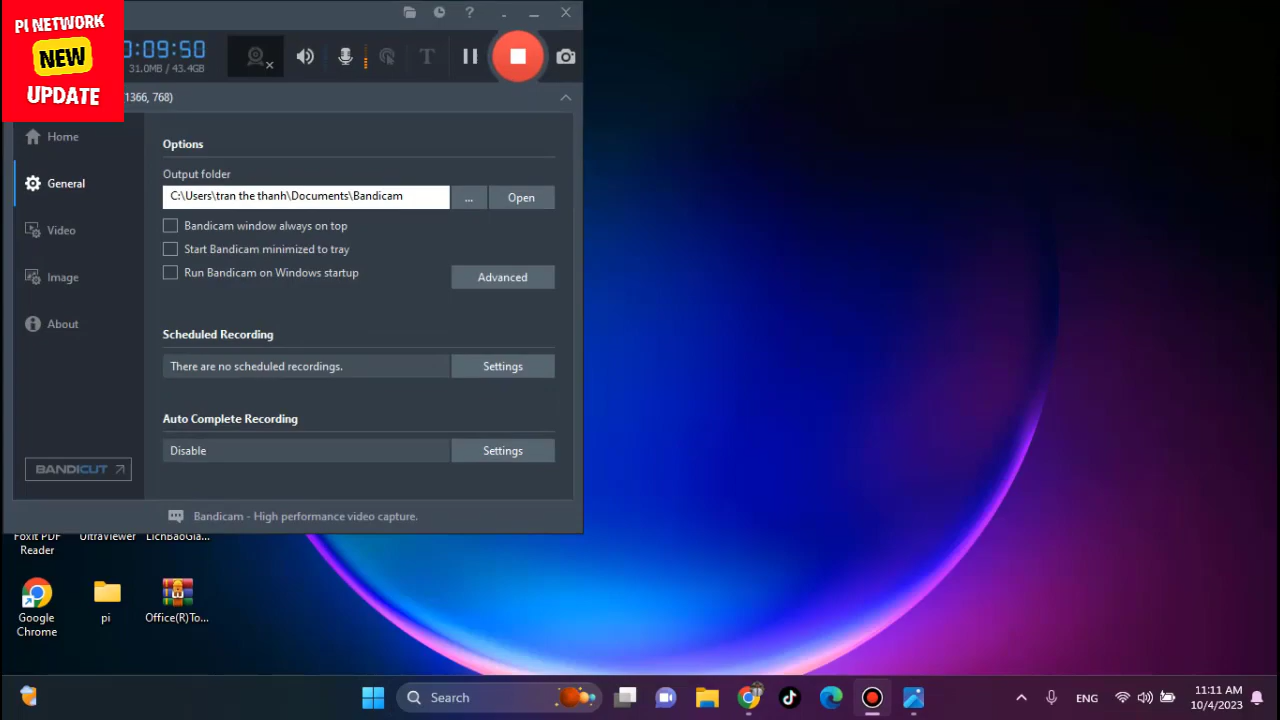 PI NETWORK
NEW
UPDATE
0:09:50
31.0MB / 43.4GB
?
T
1366, 768)
Home
General
Video
Image
About
BANDICUT
Options
Output folder
C:\Users\tran the thanh\Documents\Bandicam
...
Open
Bandicam window always on top
Start Bandicam minimized to tray
Run Bandicam on Windows startup
Advanced
Scheduled Recording
There are no scheduled recordings.
Settings
Auto Complete Recording
Disable
Settings
Bandicam - High performance video capture.
Foxit PDF
Reader
UltraViewer
LichBaoGia...
Google
Chrome
pi
Office(R)To...
Search
ENG
11:11 AM
10/4/2023